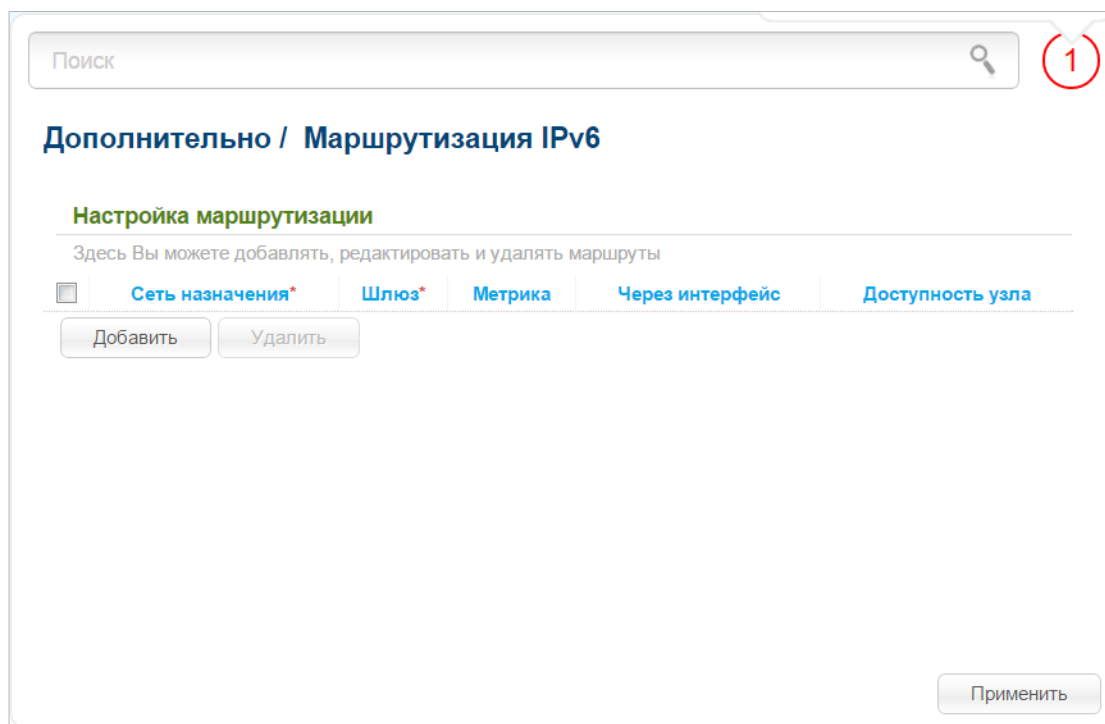 Поиск
1
Дополнительно / Маршрутизация IPv6
Настройка маршрутизации
Здесь Вы можете добавлять, редактировать и удалять маршруты
Сеть назначения* Шлюз* Метрика Через интерфейс Доступность узла
Добавить Удалить
Применить